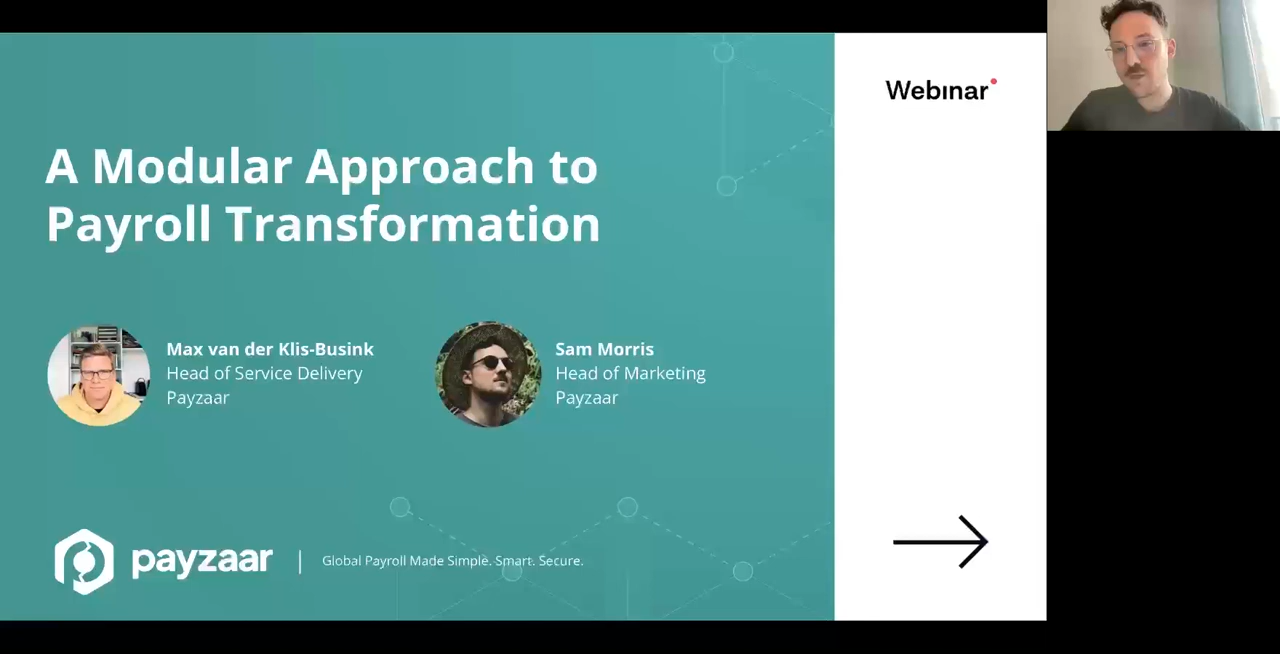 Webinar
A Modular Approach to
Payroll Transformation
Max van der Klis-Busink
Head of Service Delivery
Payzaar
Sam Morris
Head of Marketing
Payzaar
payzaar | Global Payroll Made Simple. Smart. Secure.